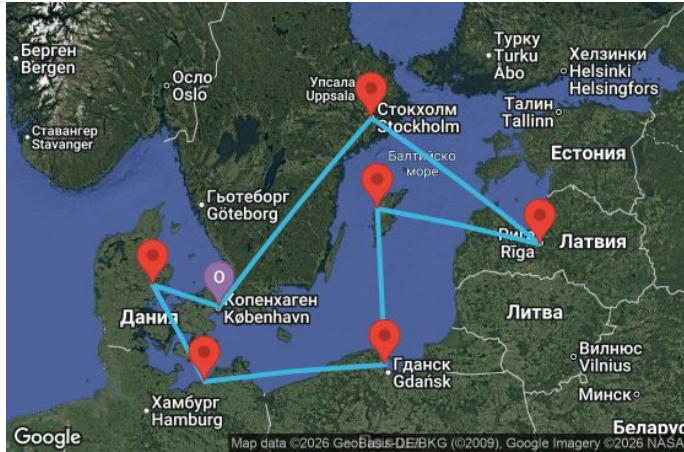 Берген
Bergen
Осло
Oslo
Ставангер
Stavanger
Упсала
Uppsala
Стокхолм
Stockholm
Турку
Turku
Åbo
Хелзинки
Helsinki
Helsingfors
Талин
Tallinn
Естония
Балтийско
море
Гьотеборг
Göteborg
Рига
Rīga
Латвия
O
Копенхаген
København
Дания
Литва
Вилнюс
Vilnius
Гданск
Gdańsk
Минск
Хамбург
Hamburg
Беларус
Google
Map data ©2026 GeoBasis-DE/BKG (©2009), Google Imagery ©2026 NASA